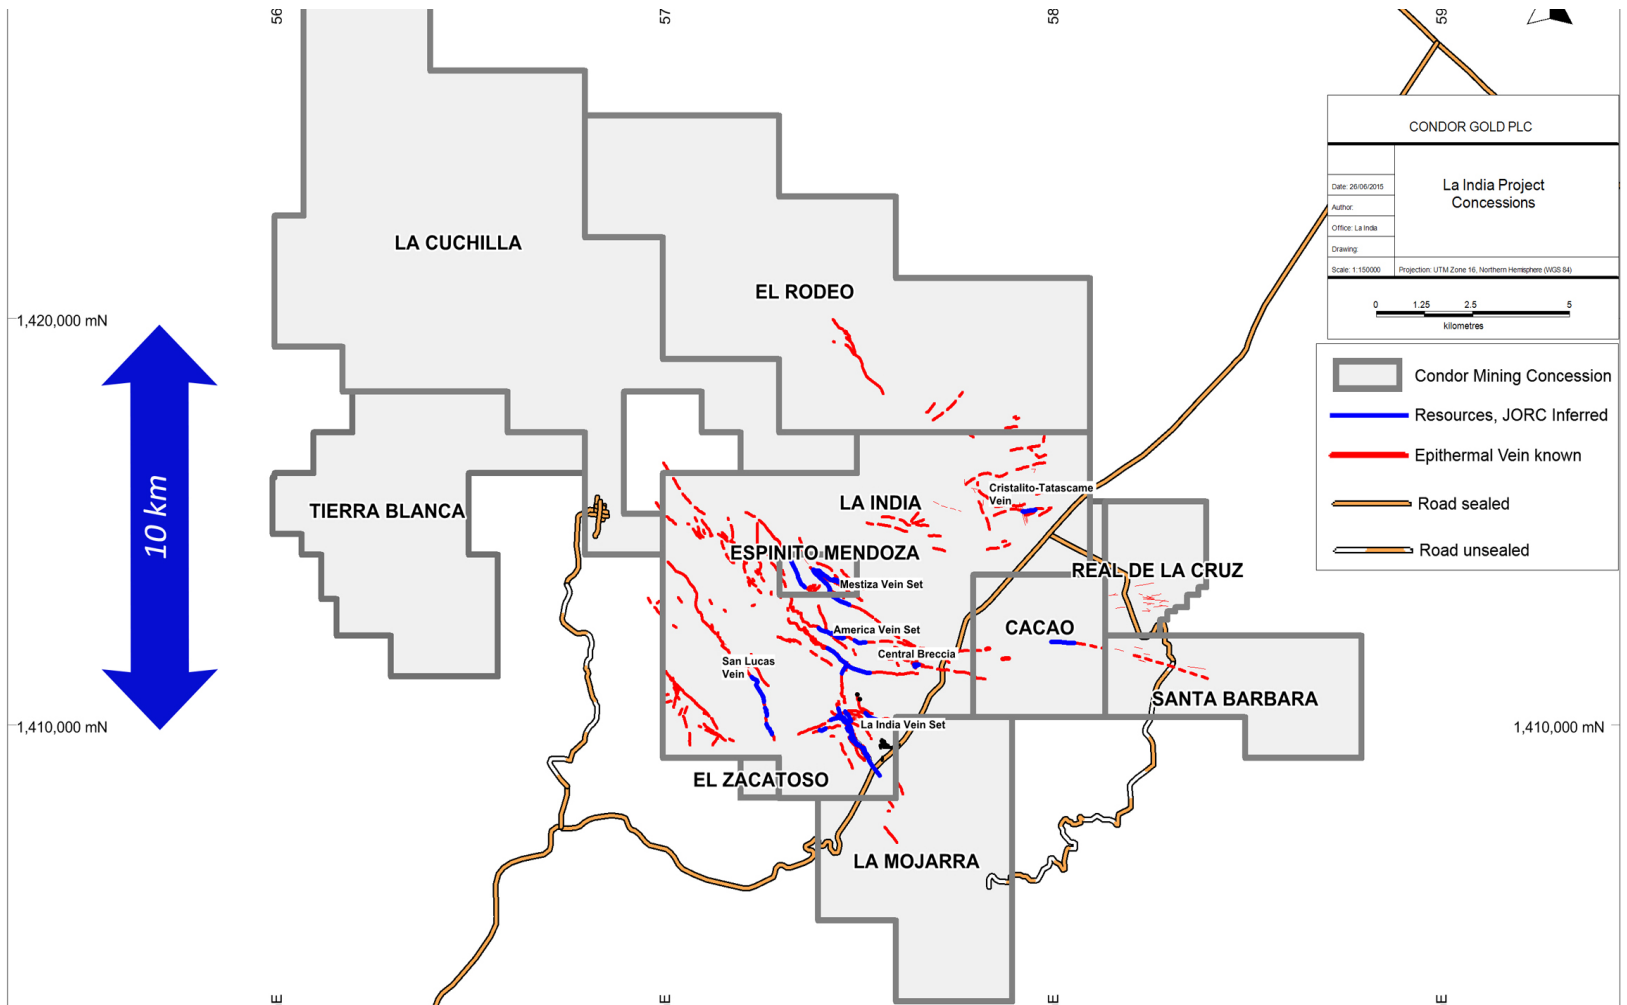 56
57
58
59
CONDOR GOLD PLC
Date: 26/06/2015
Author:
Office: La India
Drawing:
Scale: 1:150000
La India Project
Concessions
Projection: UTM Zone 16, Northern Hemisphere (WGS 84)
0 1.25 2.5 5
kilometres
Condor Mining Concession
Resources, JORC Inferred
Epithermal Vein known
Road sealed
Road unsealed
LA CUCHILLA
EL RODEO
1,420,000 mN
10 km
TIERRA BLANCA
LA INDIA
Cristalito-Tatascame
Vein
ESPINITO MENDOZA
Mestiza Vein Set
REAL DE LA CRUZ
America Vein Set
CACAO
Central Breccia
San Lucas
Vein
SANTA BARBARA
La India Vein Set
1,410,000 mN
1,410,000 mN
EL ZACATOSO
LA MOJARRA
E
E
E
E